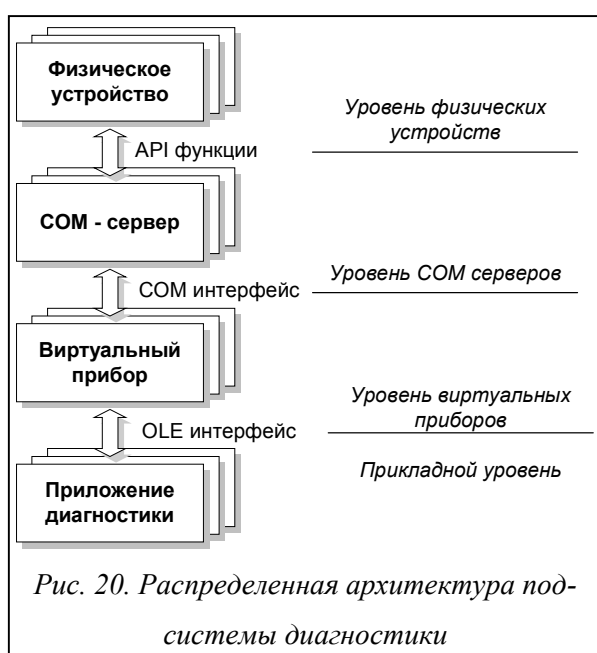 Физическое
устройство
Уровень физических
устройств
API функции
COM - сервер
Уровень COM серверов
COM интерфейс
Виртуальный
прибор
Уровень виртуальных
приборов
OLE интерфейс
Прикладной уровень
Приложение
диагностики
Рис. 20. Распределенная архитектура под-
системы диагностики